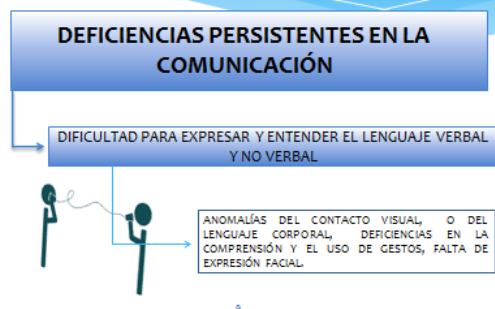 DEFICIENCIAS PERSISTENTES EN LA
COMUNICACIÓN
DIFICULTAD PARA EXPRESAR Y ENTENDER EL LENGUAJE VERBAL
Y NO VERBAL
ANOMALÍAS DEL CONTACTO VISUAL, O DEL
LENGUAJE CORPORAL, DEFICIENCIAS EN LA
COMPRENSIÓN Y EL USO DE GESTOS, FALTA DE
EXPRESIÓN FACIAL.